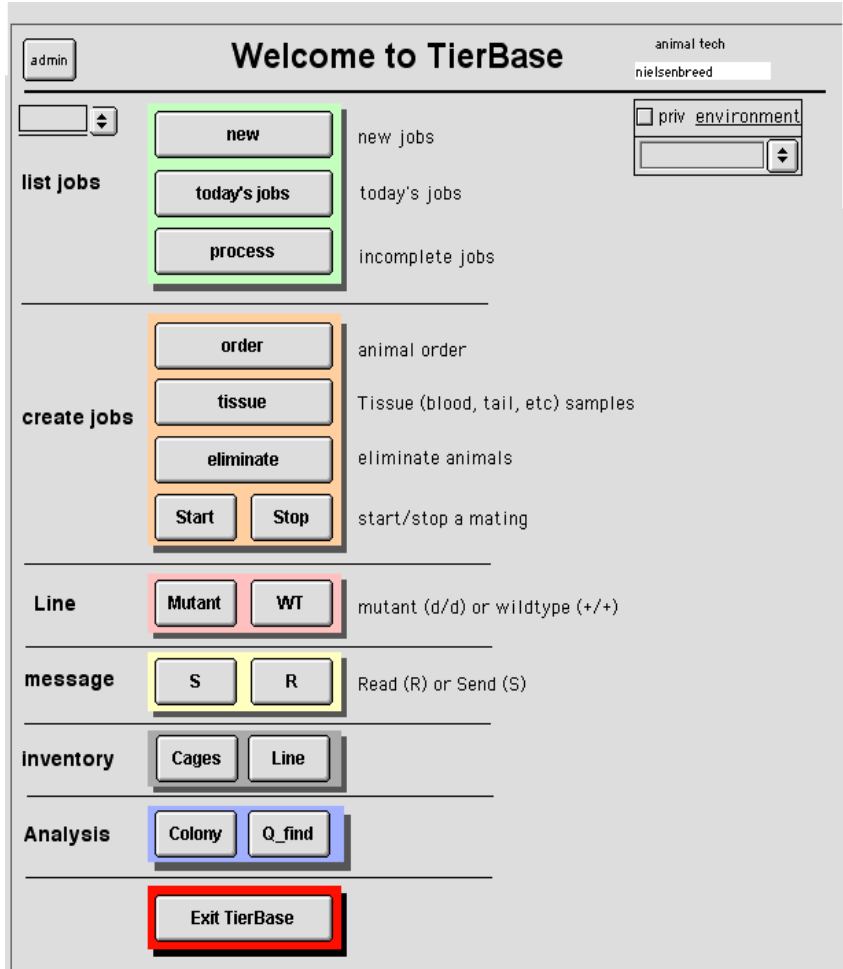 admin
Welcome to TierBase
animal tech
nielsenbreed
priv environment
list jobs
new
new jobs
today's jobs
today's jobs
process
incomplete jobs
create jobs
order
animal order
tissue
Tissue (blood, tail, etc) samples
eliminate
eliminate animals
Start Stop
start/stop a mating
Line
Mutant WT
mutant (d/d) or wildtype (+/+)
message
S R
Read (R) or Send (S)
inventory
Cages Line
Analysis
Colony Q_find
Exit TierBase